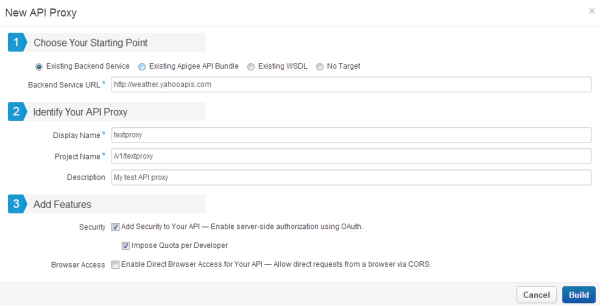 New API Proxy
×
1 Choose Your Starting Point
Existing Backend Service Existing Apigee API Bundle Existing WSDL No Target
Backend Service URL * http://weather.yahooapis.com
2 Identify Your API Proxy
Display Name * textproxy
Project Name * /v1/textproxy
Description My test API proxy
3 Add Features
Security Add Security to Your API — Enable server-side authorization using OAuth.
Impose Quota per Developer
Browser Access Enable Direct Browser Access for Your API — Allow direct requests from a browser via CORS.
Cancel Build